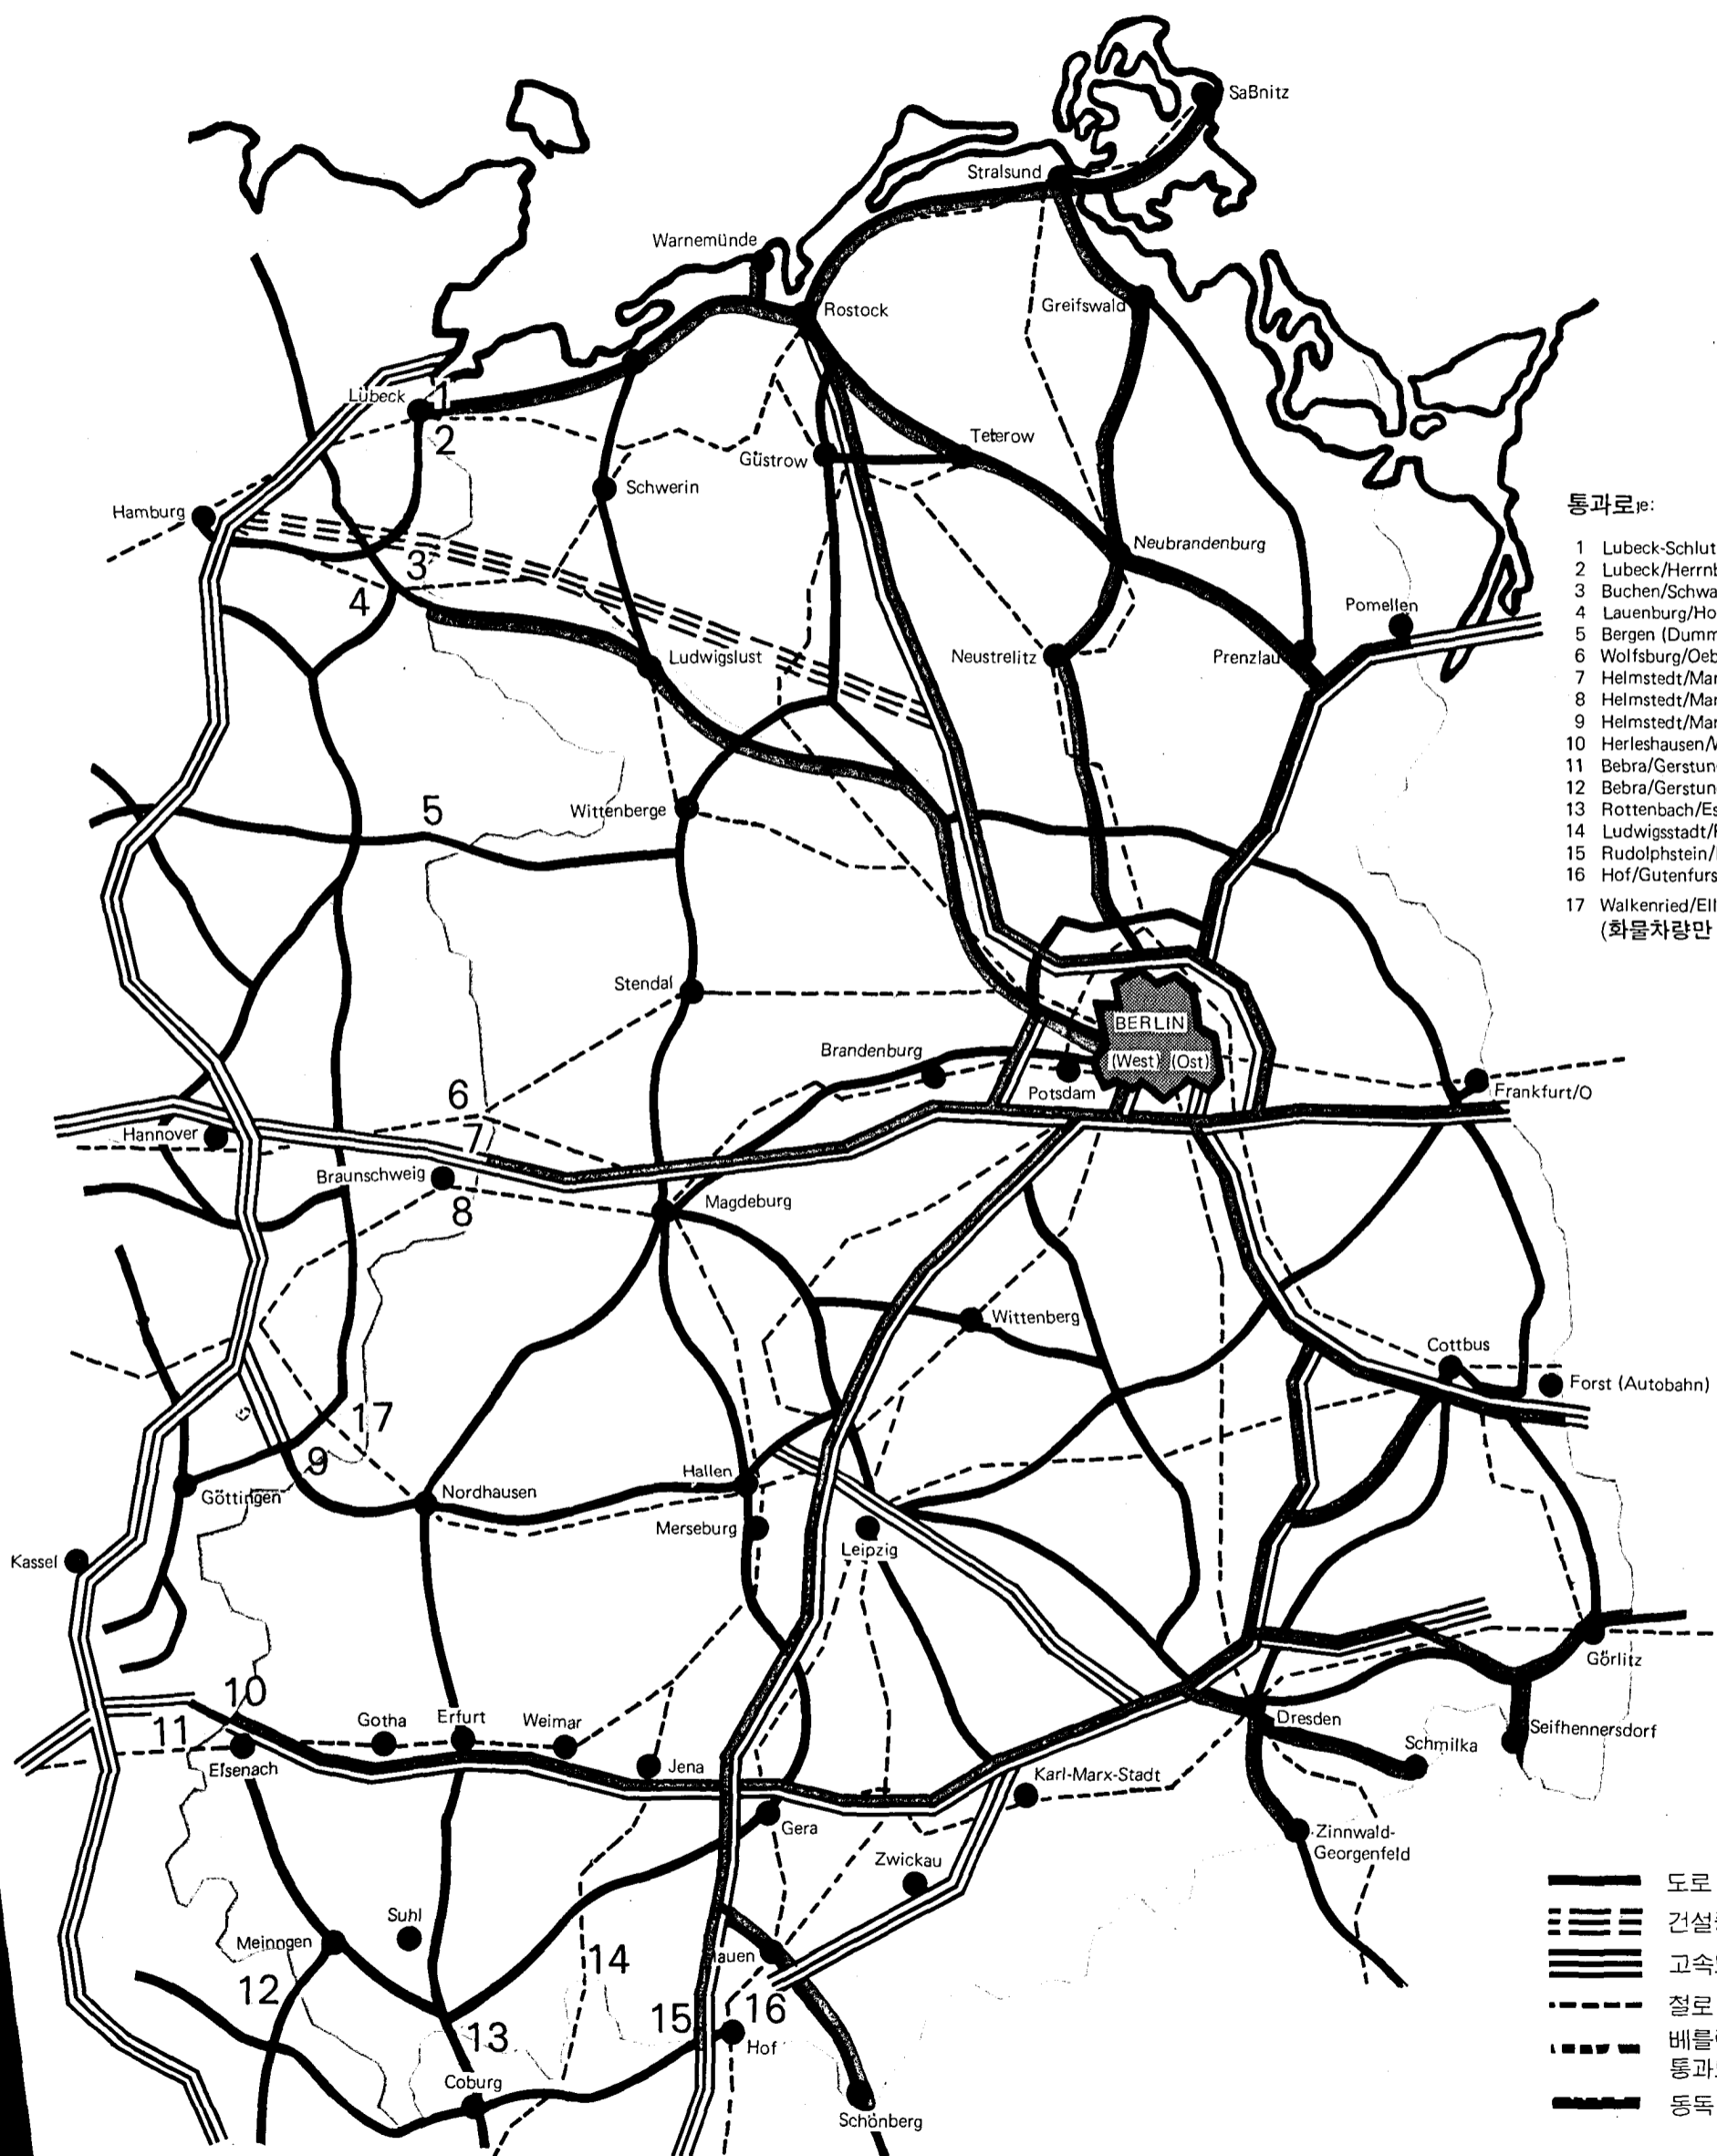 SaBnitz
Stralsund
Warnemünde
Rostock
Greifswald
Lübeck
1
2
Teterow
Güstrow
Schwerin
Hamburg
Neubrandenburg
3
4
Pomellen
Ludwigslust
Neustrelitz
Prenzlau
통과로je:
1 Lubeck-Schlut
2 Lubeck/Herrnb
3 Buchen/Schwa
4 Lauenburg/Ho
5 Bergen (Dumm
6 Wolfsburg/Oeb
7 Helmstedt/Mar
8 Helmstedt/Mar
9 Helmstedt/Mar
10 Herleshausen/
11 Bebra/Gerstun
12 Bebra/Gerstun
13 Rottenbach/Es
14 Ludwigsstadt/
15 Rudolphstein/
16 Hof/Gutenfurs
17 Walkenried/Ell
(화물차량만
5
Wittenberge
Stendal
BERLIN
(West) (Ost)
Brandenburg
Potsdam
Frankfurt/O
6
7
Hannover
Braunschweig
8
Magdeburg
Wittenberg
Cottbus
Forst (Autobahn)
17
9
Göttingen
Nordhausen
Hallen
Merseburg
Leipzig
Kassel
Görlitz
10
11
Gotha
Erfurt
Weimar
Eisenach
Jena
Dresden
Seifhennersdorf
Schmilka
Karl-Marx-Stadt
Gera
Zwickau
Zinnwald-
Georgenfeld
Suhl
Meinngen
12
14
lauen
13
15
16
Hof
Coburg
Schönberg
도로
건설
고속
철로
베를
통과
동독